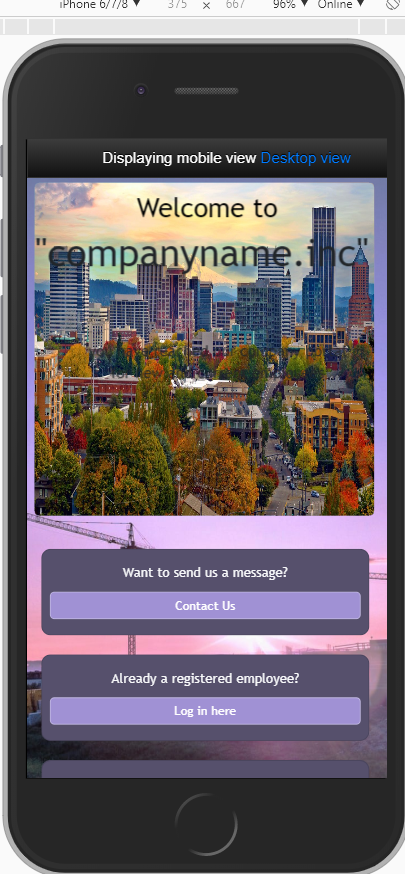 iPhone 6/7/8 ▼ 375 × 667 96% ▼ Online ▼
Displaying mobile view Desktop view
Welcome to
"companyname.inc"
Want to send us a message?
Contact Us
Already a registered employee?
Log in here